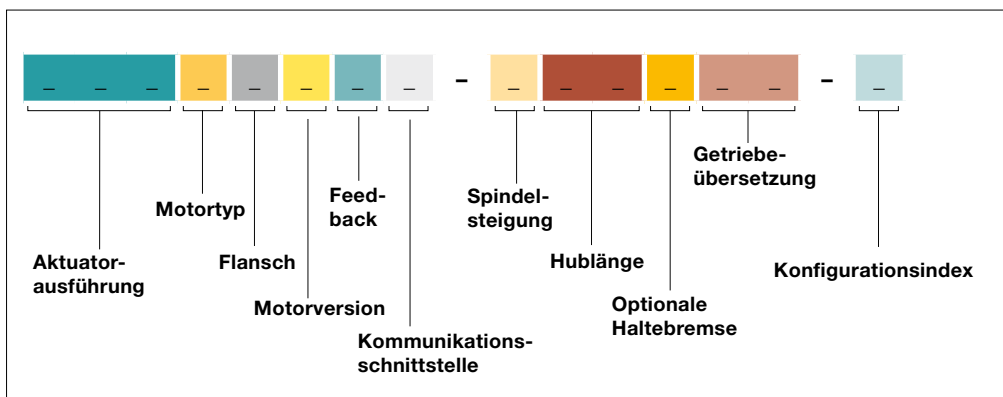 _ _ _ _ _ _ _ _ – _ _ _ _ _ _ – _
Getriebe-
übersetzung
Feed-
back
Spindel-
steigung
Motortyp
Aktuator-
ausführung
Flansch
Hublänge
Konfigurationsindex
Motorversion
Optionale
Haltebremse
Kommunikations-
schnittstelle